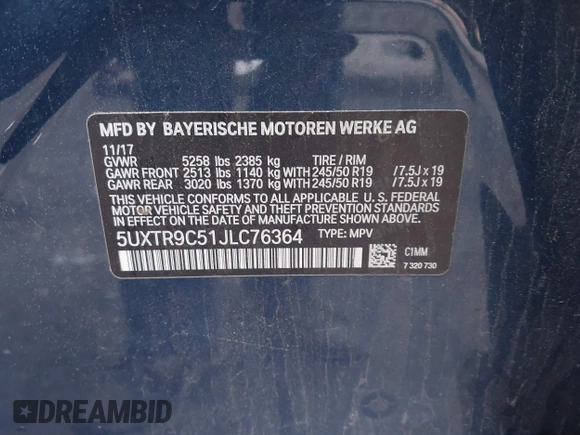 MFD BY BAYERISCHE MOTOREN WERKE AG
11/17
GVWR 5258 lbs 2385 kg TIRE / RIM
GAWR FRONT 2513 lbs 1140 kg WITH 245/50 R19 /7.5J x 19
GAWR REAR 3020 lbs 1370 kg WITH 245/50 R19 /7.5J x 19
THIS VEHICLE CONFORMS TO ALL APPLICABLE U. S. FEDERAL
MOTOR VEHICLE SAFETY AND THEFT PREVENTION STANDARDS
IN EFFECT ON THE DATE OF MANUFACTURE SHOWN ABOVE.
5UXTR9C51JLC76364 TYPE: MPV
C1MM
7 320 730
DREAMBID